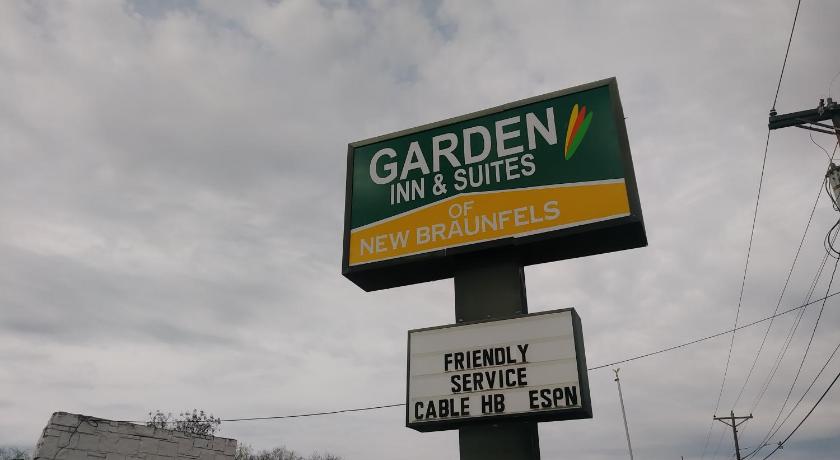 GARDEN
INN & SUITES
OF
NEW BRAUNFELS
FRIENDLY
SERVICE
CABLE HB ESPN